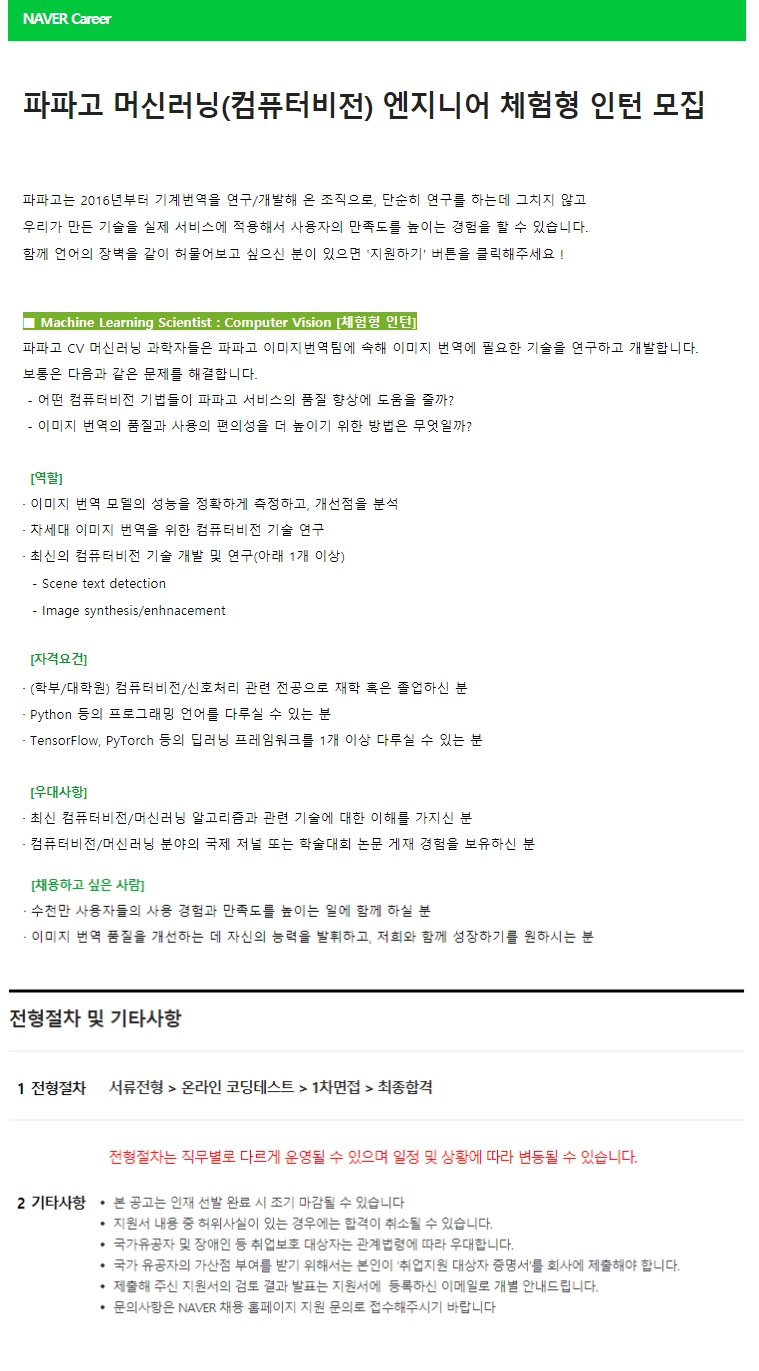 NAVER Career
파파고 머신러닝(컴퓨터비전) 엔지니어 체험형 인턴 모집
파파고는 2016년부터 기계번역을 연구/개발해 온 조직으로, 단순히 연구를 하는데 그치지 않고
우리가 만든 기술을 실제 서비스에 적용해서 사용자의 만족도를 높이는 경험을 할 수 있습니다.
함께 언어의 장벽을 같이 허물어보고 싶으신 분이 있으면 '지원하기' 버튼을 클릭해주세요 !
■ Machine Learning Scientist : Computer Vision [체험형 인턴]
파파고 CV 머신러닝 과학자들은 파파고 이미지번역팀에 속해 이미지 번역에 필요한 기술을 연구하고 개발합니다.
보통은 다음과 같은 문제를 해결합니다.
- 어떤 컴퓨터비전 기법들이 파파고 서비스의 품질 향상에 도움을 줄까?
- 이미지 번역의 품질과 사용의 편의성을 더 높이기 위한 방법은 무엇일까?
[역할]
· 이미지 번역 모델의 성능을 정확하게 측정하고, 개선점을 분석
· 차세대 이미지 번역을 위한 컴퓨터비전 기술 연구
· 최신의 컴퓨터비전 기술 개발 및 연구(아래 1개 이상)
- Scene text detection
- Image synthesis/enhnacement
[자격요건]
· (학부/대학원) 컴퓨터비전/신호처리 관련 전공으로 재학 혹은 졸업하신 분
· Python 등의 프로그래밍 언어를 다루실 수 있는 분
· TensorFlow, PyTorch 등의 딥러닝 프레임워크를 1개 이상 다루실 수 있는 분
[우대사항]
· 최신 컴퓨터비전/머신러닝 알고리즘과 관련 기술에 대한 이해를 가지신 분
· 컴퓨터비전/머신러닝 분야의 국제 저널 또는 학술대회 논문 게재 경험을 보유하신 분
[채용하고 싶은 사람]
· 수천만 사용자들의 사용 경험과 만족도를 높이는 일에 함께 하실 분
· 이미지 번역 품질을 개선하는 데 자신의 능력을 발휘하고, 저희와 함께 성장하기를 원하시는 분
전형절차 및 기타사항
1 전형절차 서류전형 > 온라인 코딩테스트 > 1차면접 > 최종합격
전형절차는 직무별로 다르게 운영될 수 있으며 일정 및 상황에 따라 변동될 수 있습니다.
2 기타사항 • 본 공고는 인재 선발 완료 시 조기 마감될 수 있습니다
• 지원서 내용 중 허위사실이 있는 경우에는 합격이 취소될 수 있습니다.
• 국가유공자 및 장애인 등 취업보호 대상자는 관계법령에 따라 우대합니다.
• 국가 유공자의 가산점 부여를 받기 위해서는 본인이 '취업지원 대상자 증명서'를 회사에 제출해야 합니다.
• 제출해 주신 지원서의 검토 결과 발표는 지원서에 등록하신 이메일로 개별 안내드립니다.
• 문의사항은 NAVER 채용 홈페이지 지원 문의로 접수해주시기 바랍니다